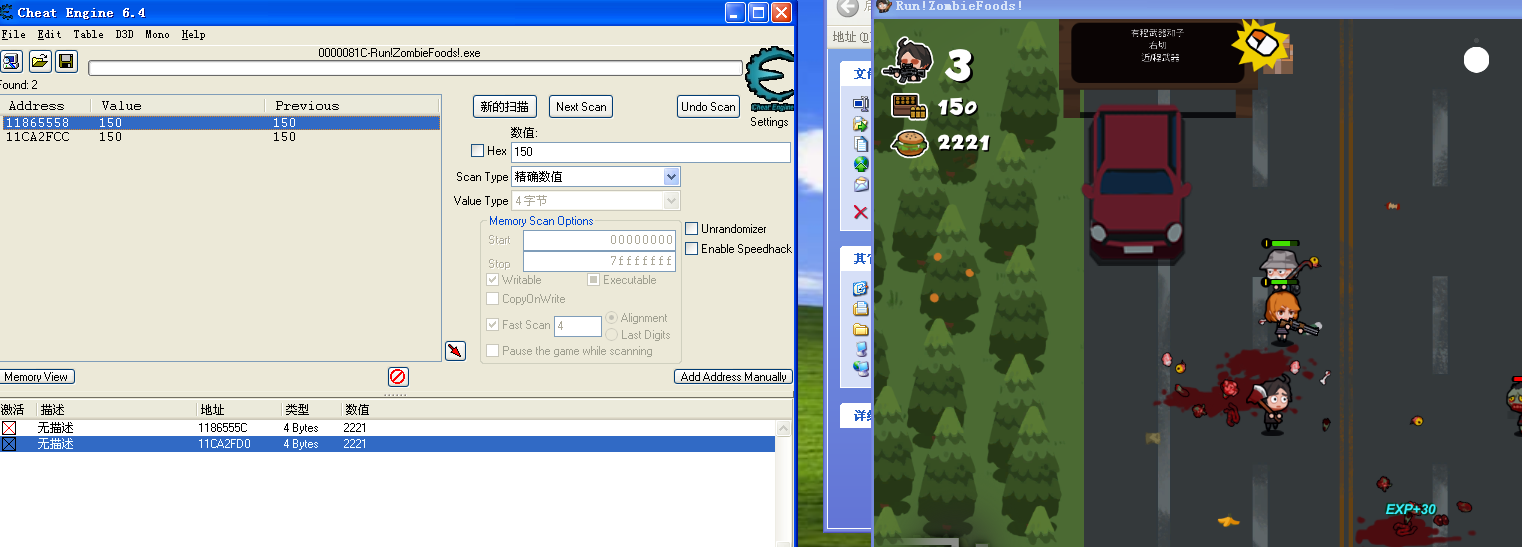 Cheat Engine 6.4
File Edit Table D3D Mono Help
0000081C-Run!ZombieFoods!.exe
Found: 2
Address Value Previous
11865558 150 150
11CA2FCC 150 150
新的扫描 Next Scan Undo Scan
Cheat Engine
Settings
数值:
Hex 150
Scan Type 精确数值
Value Type 4 字节
Memory Scan Options
Start 00000000
Stop 7fffffff
Writable Executable
CopyOnWrite
Fast Scan 4 Alignment
Last Digits
Pause the game while scanning
Unrandomizer
Enable Speedhack
Memory View Add Address Manually
激活 描述 地址 类型 数值
无描述 1186555C 4 Bytes 2221
无描述 11CA2FD0 4 Bytes 2221
地址
Run!ZombieFoods!
3
150
2221
右切
EXP+30